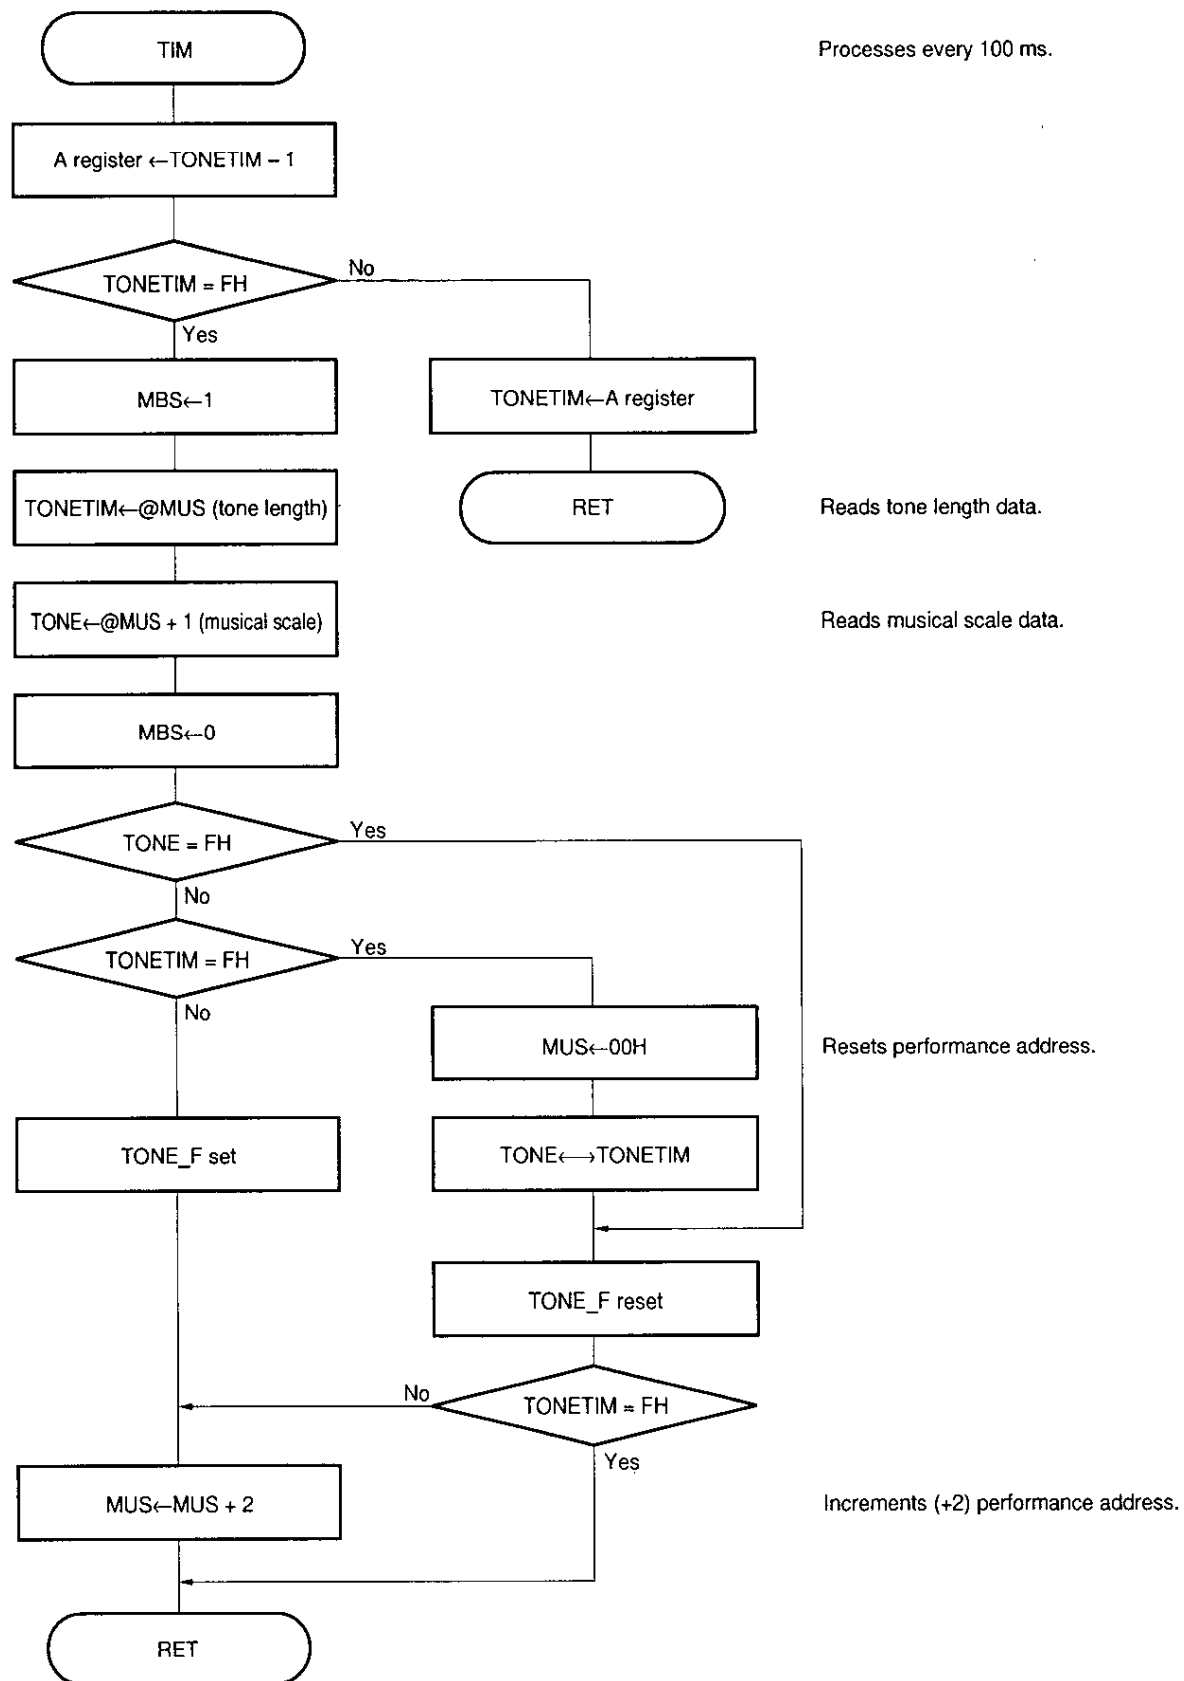 TIM
Processes every 100 ms.
A register ←TONETIM – 1
TONETIM = FH
No
Yes
MBS←1
TONETIM←A register
TONETIM←@MUS (tone length)
RET
Reads tone length data.
TONE←@MUS + 1 (musical scale)
Reads musical scale data.
MBS←0
TONE = FH
Yes
No
TONETIM = FH
Yes
No
MUS←00H
Resets performance address.
TONE_F set
TONE←→TONETIM
TONE_F reset
No
TONETIM = FH
Yes
MUS←MUS + 2
Increments (+2) performance address.
RET